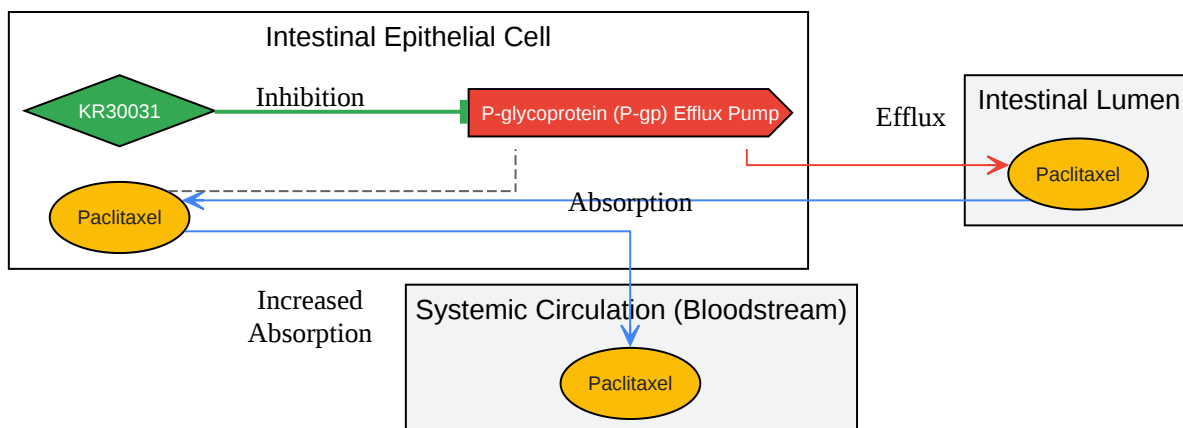 Intestinal Epithelial Cell
KR30031
Inhibition
P-glycoprotein (P-gp) Efflux Pump
Efflux
Intestinal Lumen
Paclitaxel
Paclitaxel
Absorption
Increased
Absorption
Systemic Circulation (Bloodstream)
Paclitaxel